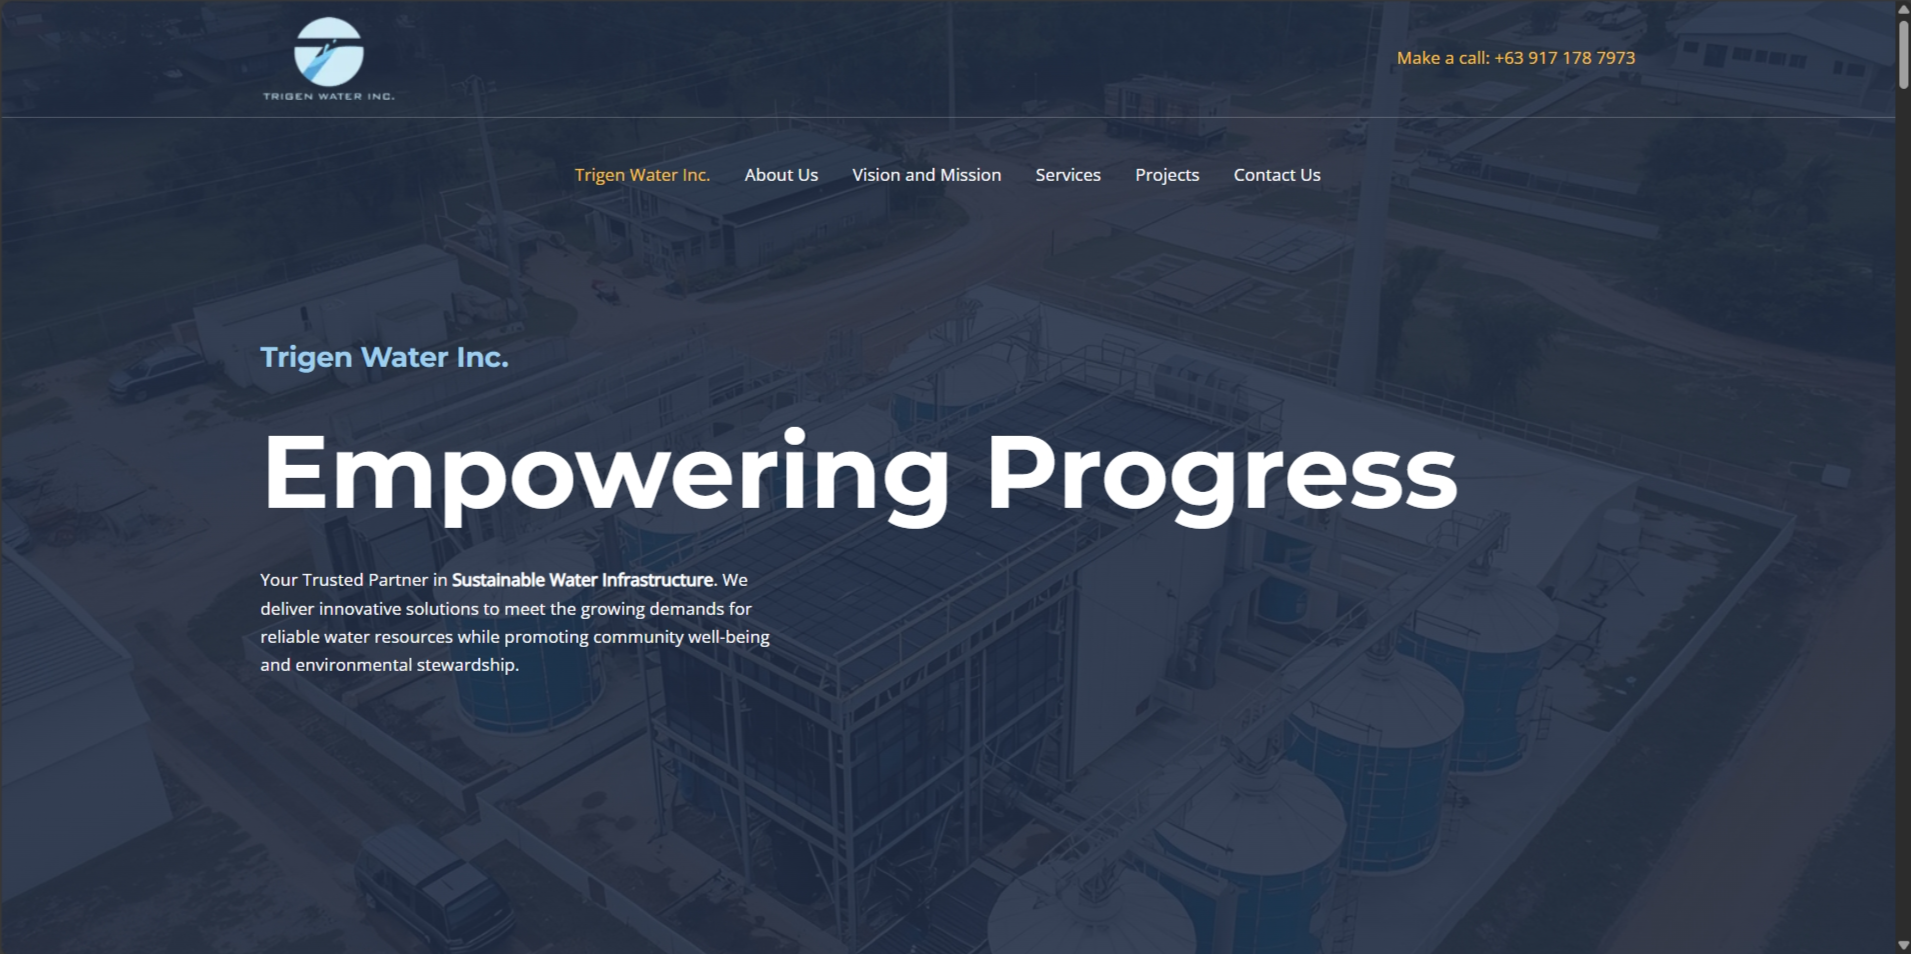 TRIGEN WATER INC.
Make a call: +63 917 178 7973
Trigen Water Inc. About Us Vision and Mission Services Projects Contact Us
Trigen Water Inc.
Empowering Progress
Your Trusted Partner in Sustainable Water Infrastructure. We
deliver innovative solutions to meet the growing demands for
reliable water resources while promoting community well-being
and environmental stewardship.